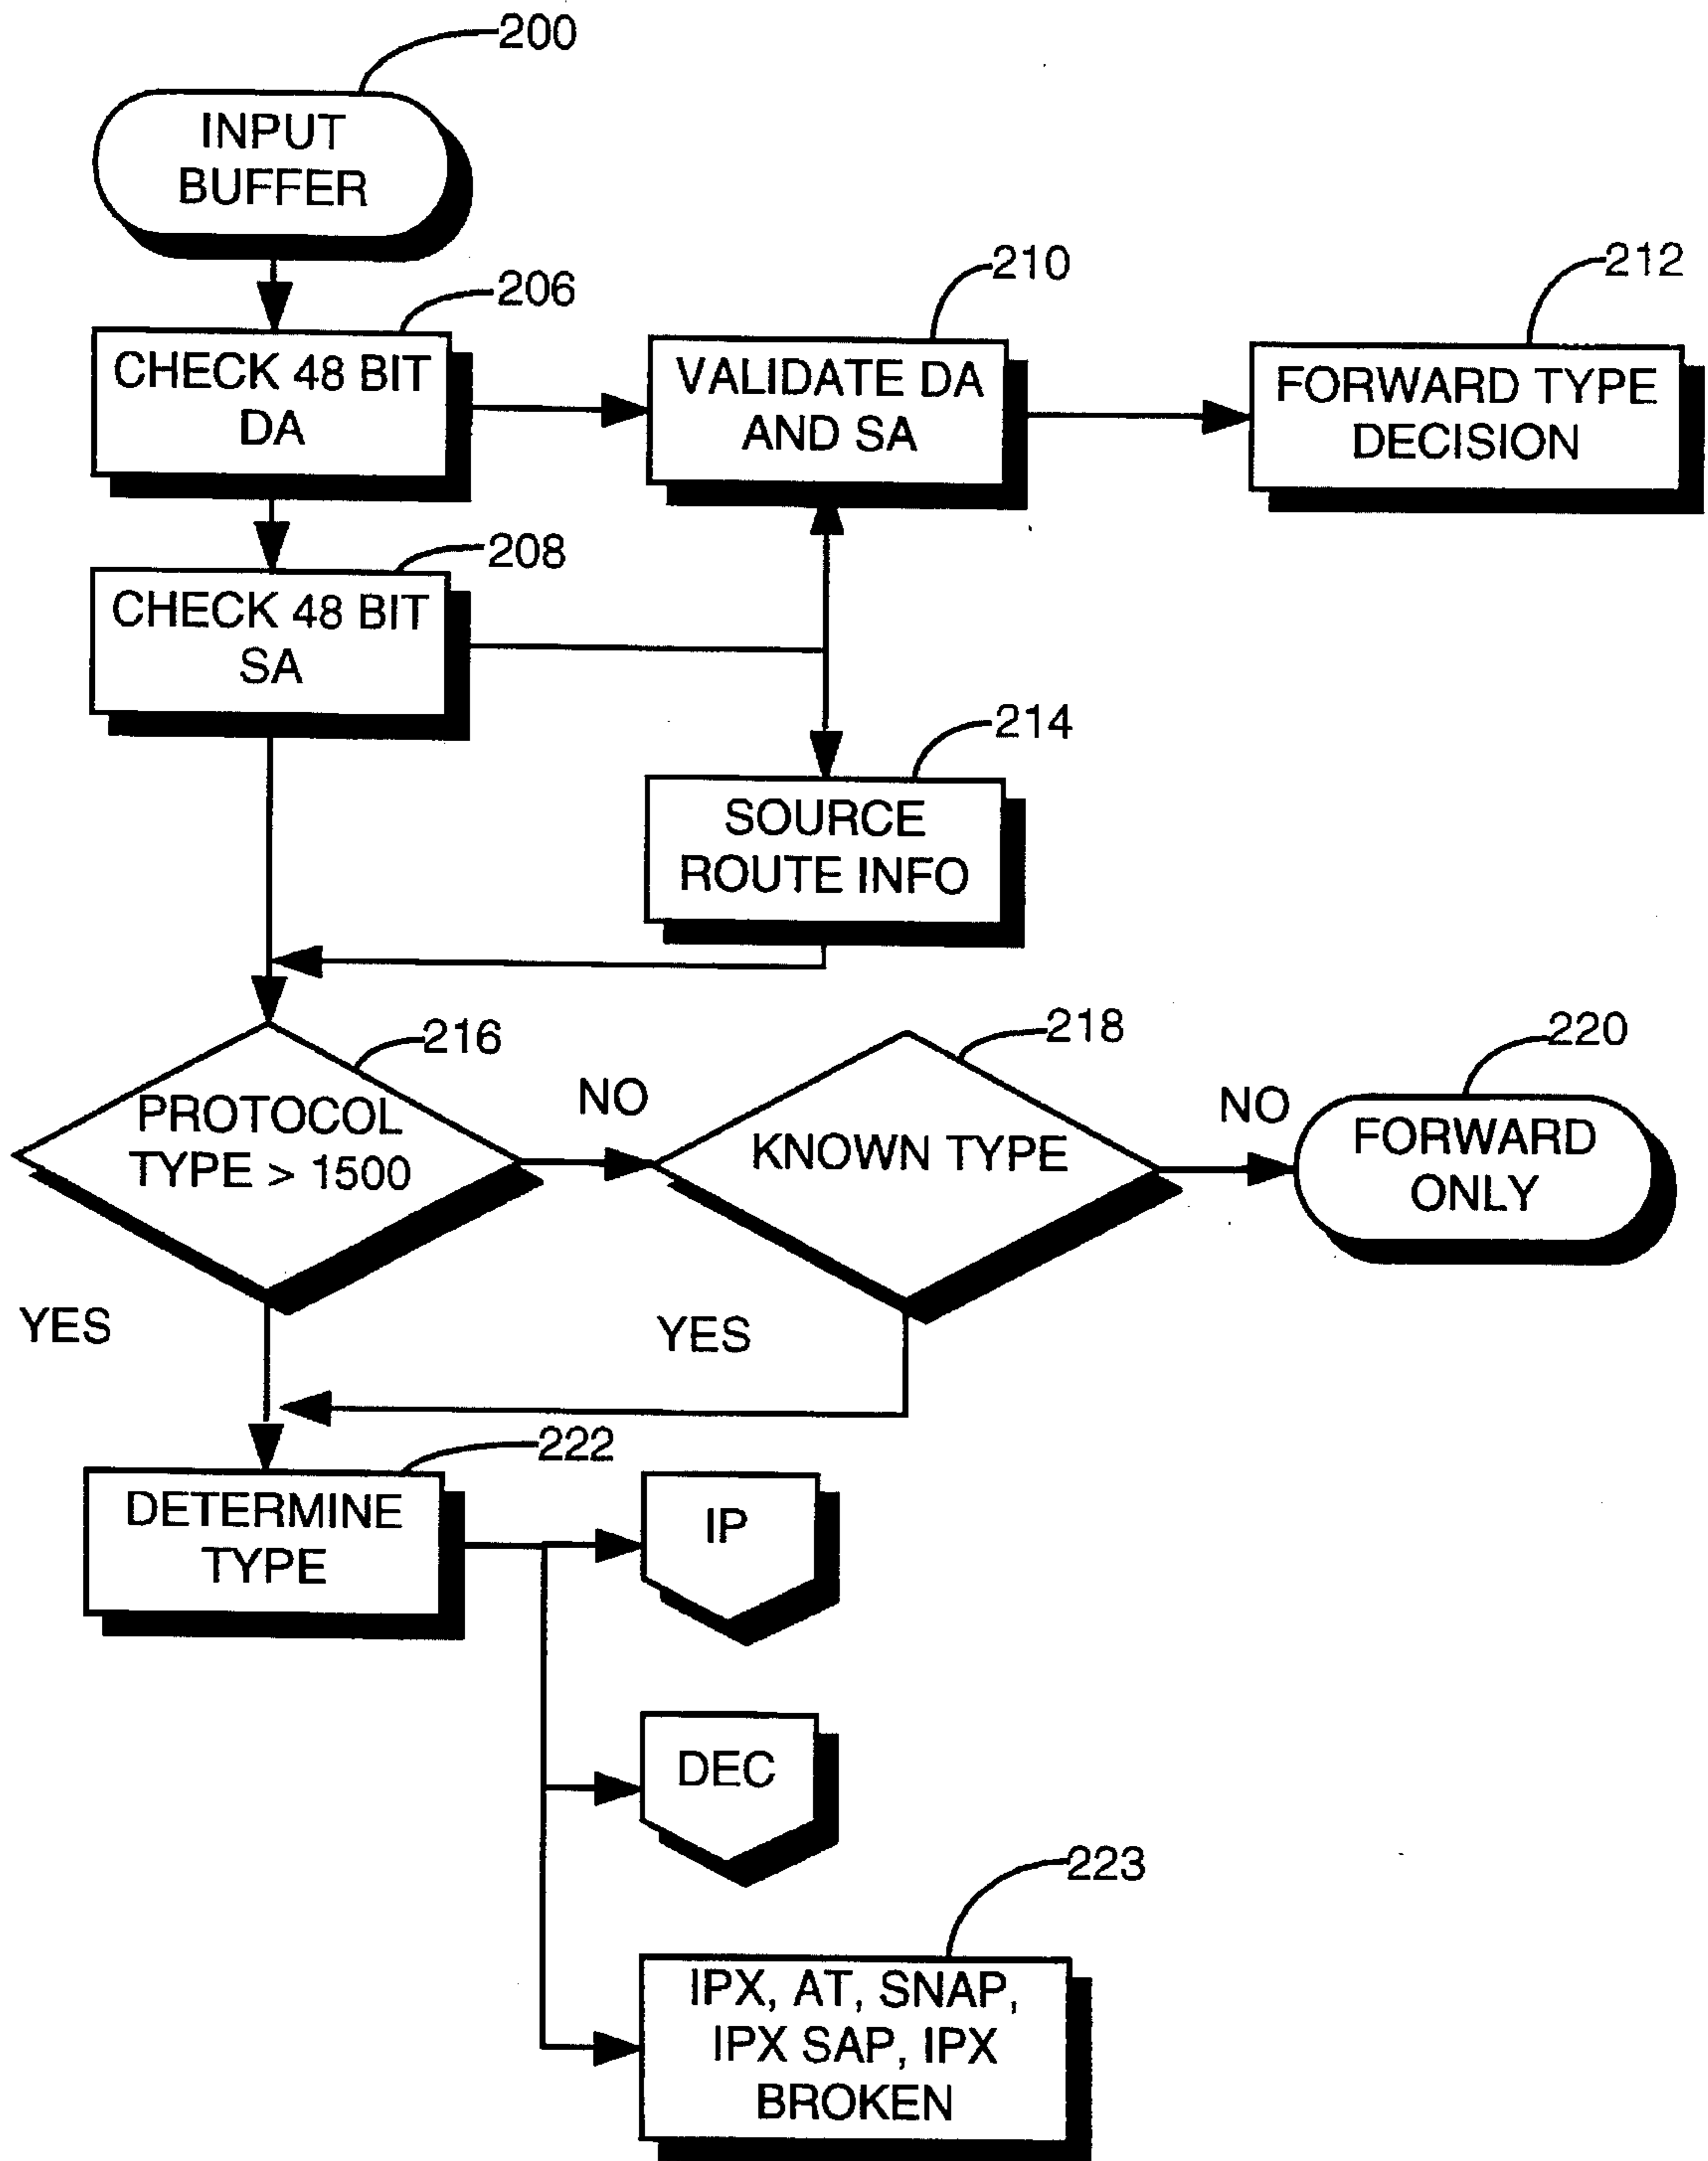 200
INPUT
BUFFER
206
CHECK 48 BIT
DA
210
VALIDATE DA
AND SA
212
FORWARD TYPE
DECISION
208
CHECK 48 BIT
SA
214
SOURCE
ROUTE INFO
216
PROTOCOL
TYPE > 1500
NO
218
KNOWN TYPE
NO
220
FORWARD
ONLY
YES
YES
222
DETERMINE
TYPE
IP
DEC
223
IPX, AT, SNAP,
IPX SAP, IPX
BROKEN